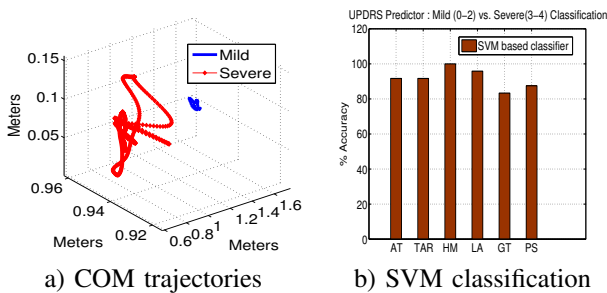 0.15
0.1
0.05
Meters
0.96
0.94
0.92
Meters
0.6 0.8 1 1.2 1.4 1.6
Meters
Mild
Severe
a) COM trajectories
UPDRS Predictor : Mild (0−2) vs. Severe(3−4) Classification
SVM based classifier
120
100
80
60
40
20
0
% Accuracy
AT TAR HM LA GT PS
b) SVM classification